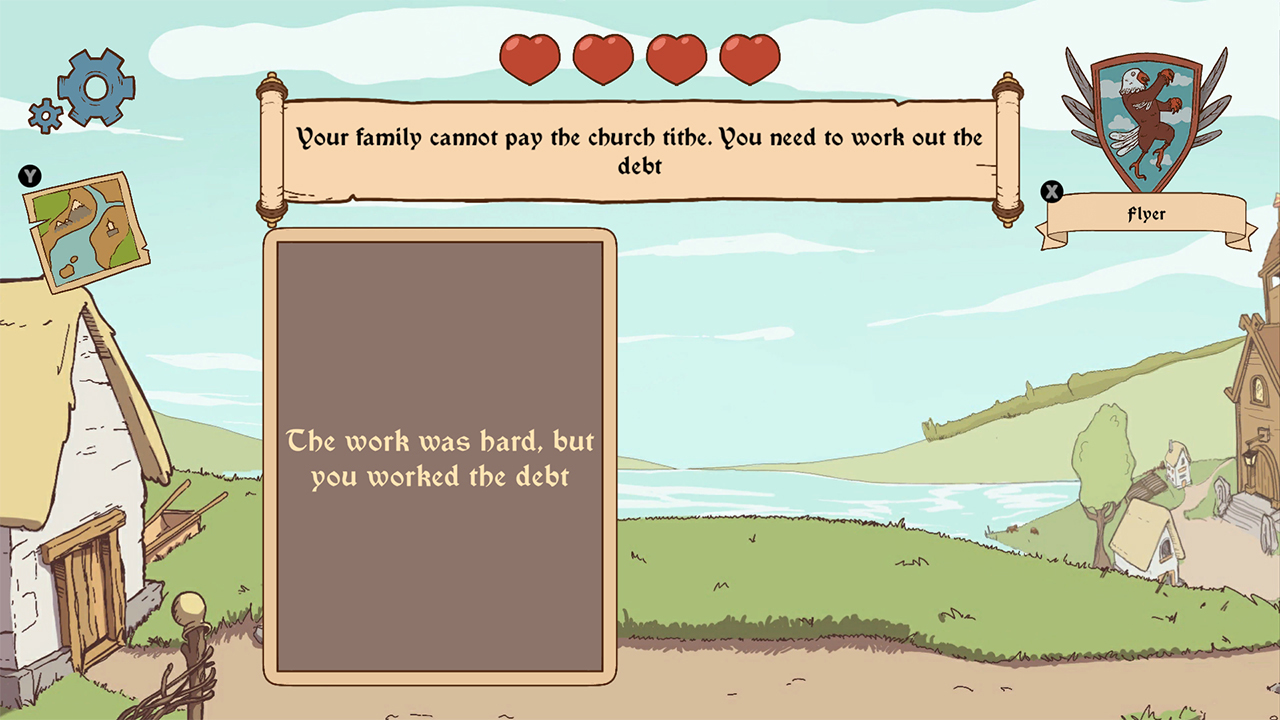 Your family cannot pay the church tithe. You need to work out the
debt
Y
X
Flyer
The work was hard, but
you worked the debt